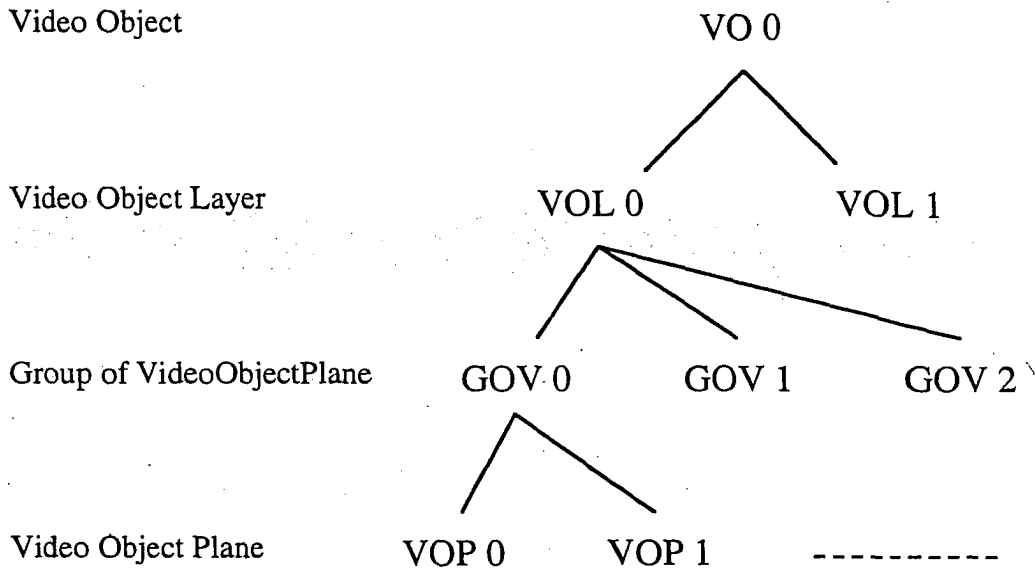 Video Object VO 0
Video Object Layer VOL 0 VOL 1
Group of VideoObjectPlane GOV 0 GOV 1 GOV 2
Video Object Plane VOP 0 VOP 1 ----------